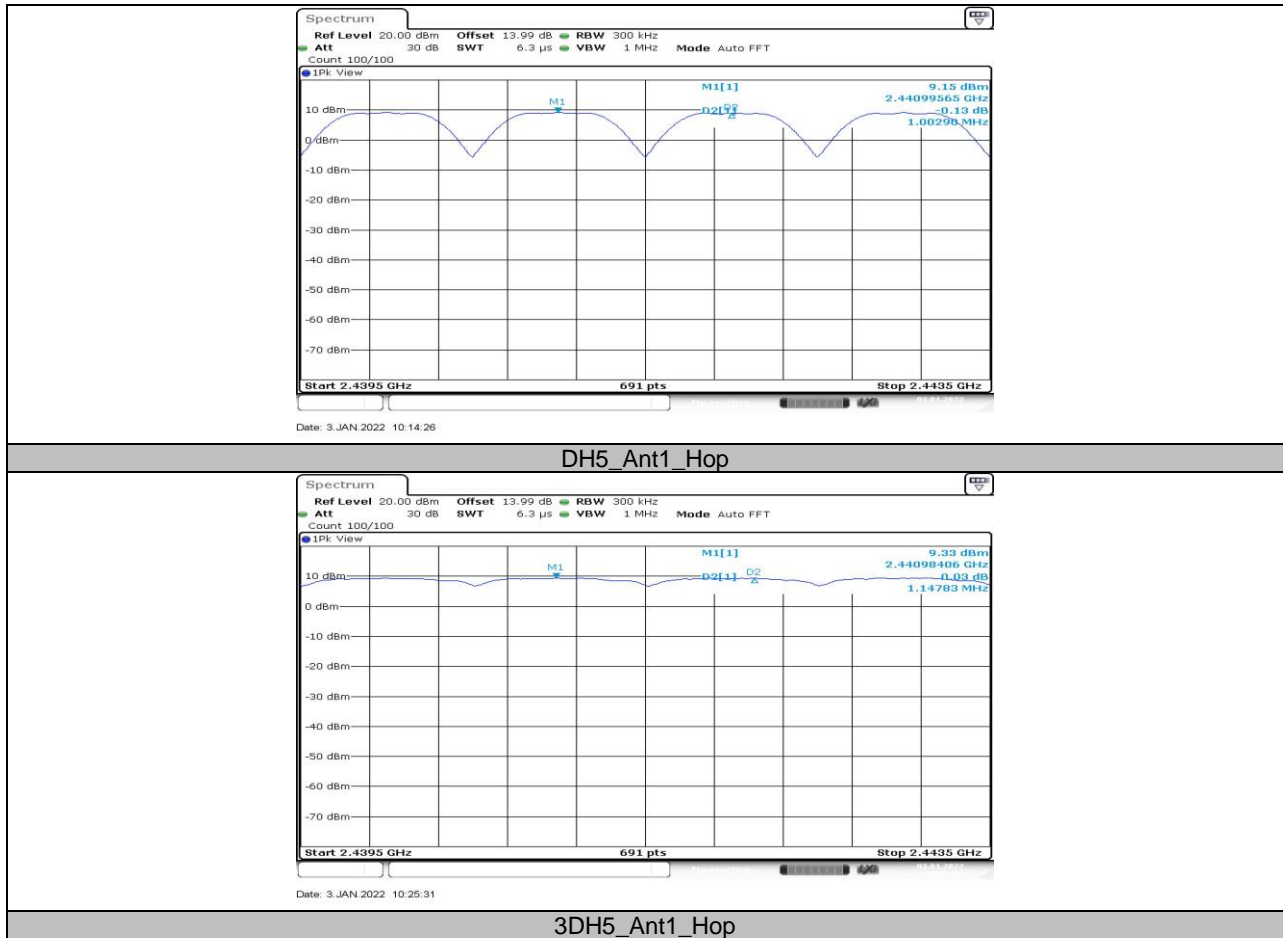 Spectrum
Ref Level 20.00 dBm Offset 13.99 dB RBW 300 kHz
Att 30 dB SWT 6.3 µs VBW 1 MHz Mode Auto FFT
Count 100/100
1Pk View
M1[1] 9.15 dBm
2.44099565 GHz
M1
10 dBm D2[1] D2 -0.13 dB
1.00290 MHz
0 dBm
-10 dBm
-20 dBm
-30 dBm
-40 dBm
-50 dBm
-60 dBm
-70 dBm
Start 2.4395 GHz 691 pts Stop 2.4435 GHz
Date: 3.JAN.2022 10:14:26
DH5_Ant1_Hop
Spectrum
Ref Level 20.00 dBm Offset 13.99 dB RBW 300 kHz
Att 30 dB SWT 6.3 µs VBW 1 MHz Mode Auto FFT
Count 100/100
1Pk View
M1[1] 9.33 dBm
2.44098406 GHz
M1
10 dBm D2[1] D2 0.03 dB
1.14783 MHz
0 dBm
-10 dBm
-20 dBm
-30 dBm
-40 dBm
-50 dBm
-60 dBm
-70 dBm
Start 2.4395 GHz 691 pts Stop 2.4435 GHz
Date: 3.JAN.2022 10:25:31
3DH5_Ant1_Hop